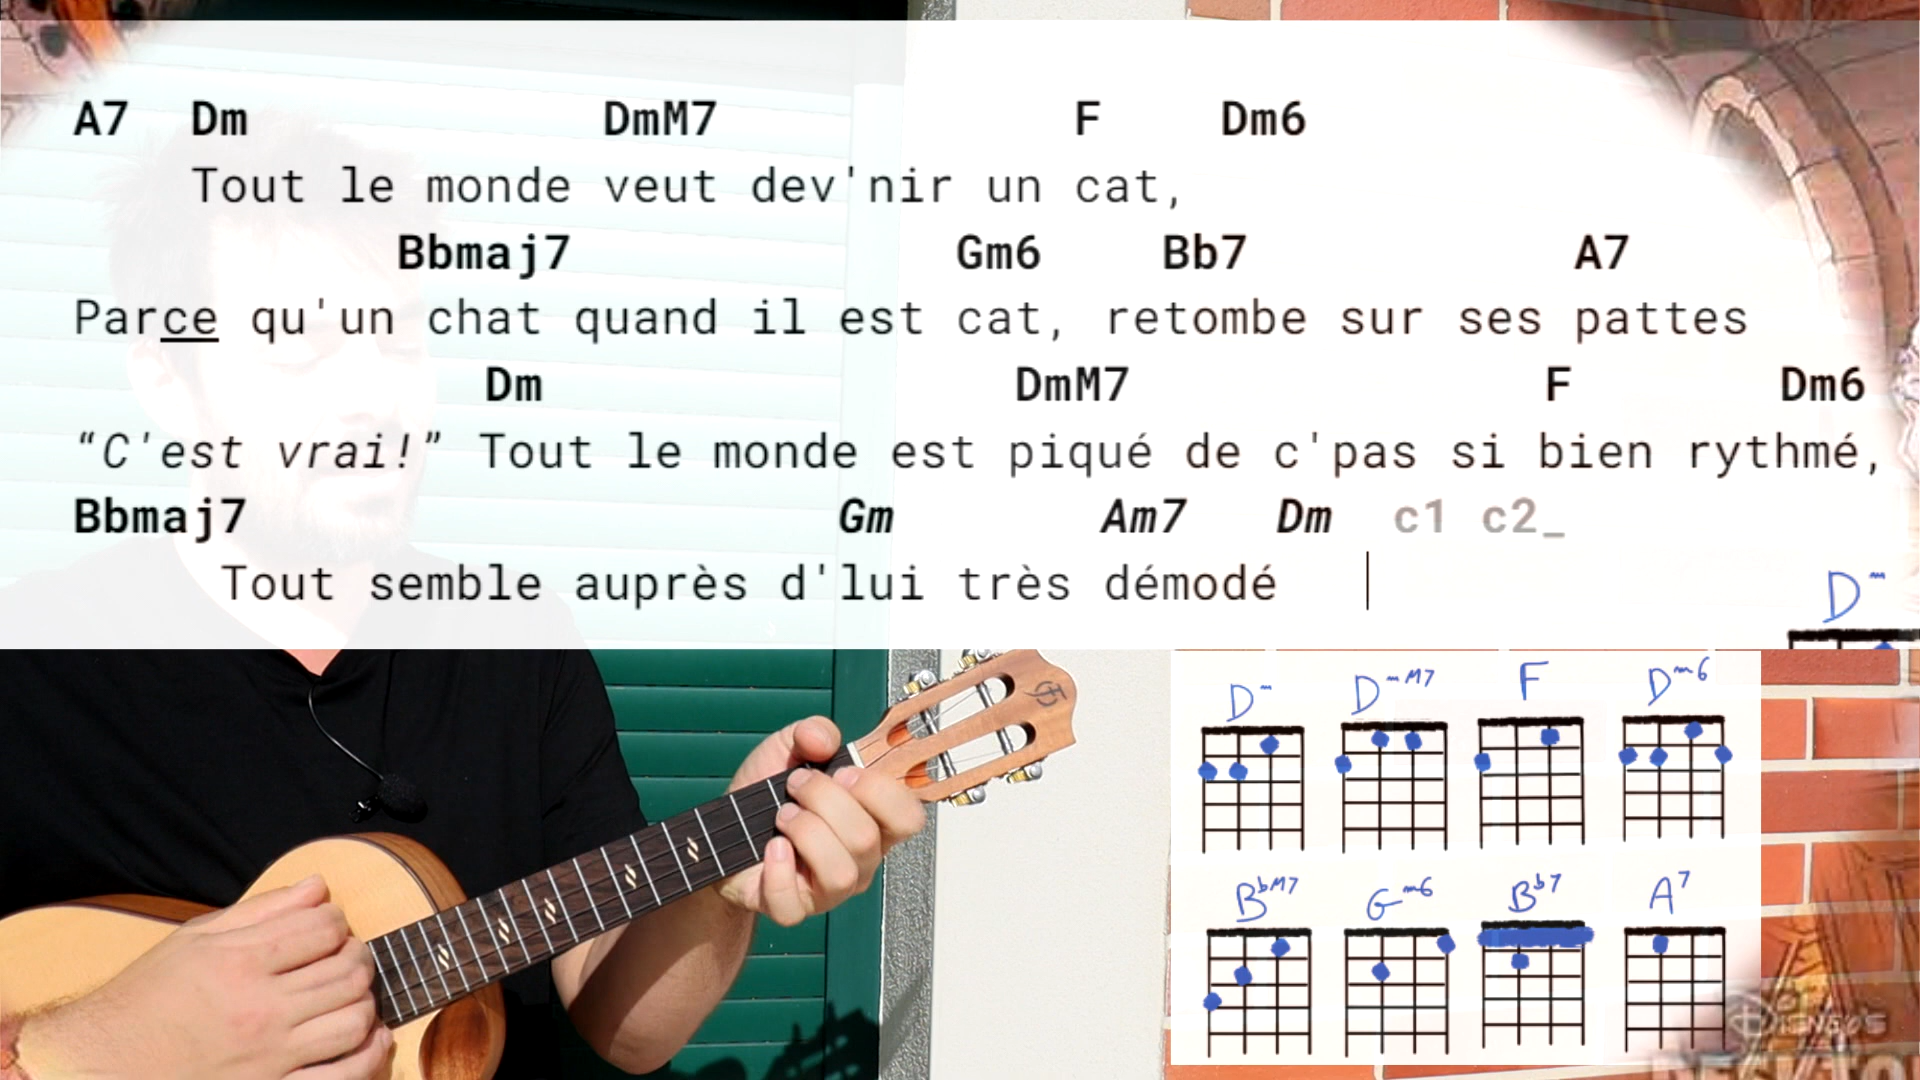 A7 Dm DmM7 F Dm6
Tout le monde veut dev'nir un cat,
Bbmaj7 Gm6 Bb7 A7
Parce qu'un chat quand il est cat, retombe sur ses pattes
Dm DmM7 F Dm6
“C'est vrai!” Tout le monde est piqué de c'pas si bien rythmé,
Bbmaj7 Gm Am7 Dm c1 c2_
Tout semble auprès d'lui très démodé
Dm
Dm DmM7 F Dm6
BbM7 Gm6 Bb7 A7